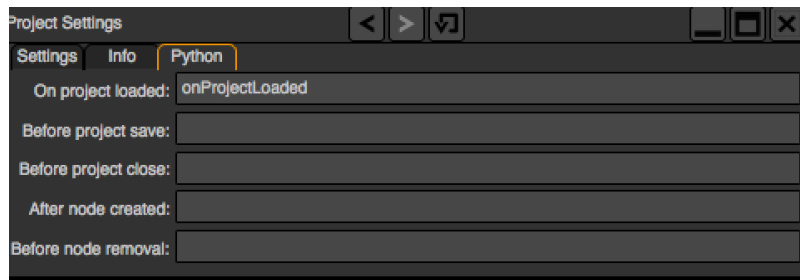 Project Settings
Settings Info Python
On project loaded: onProjectLoaded
Before project save:
Before project close:
After node created:
Before node removal: